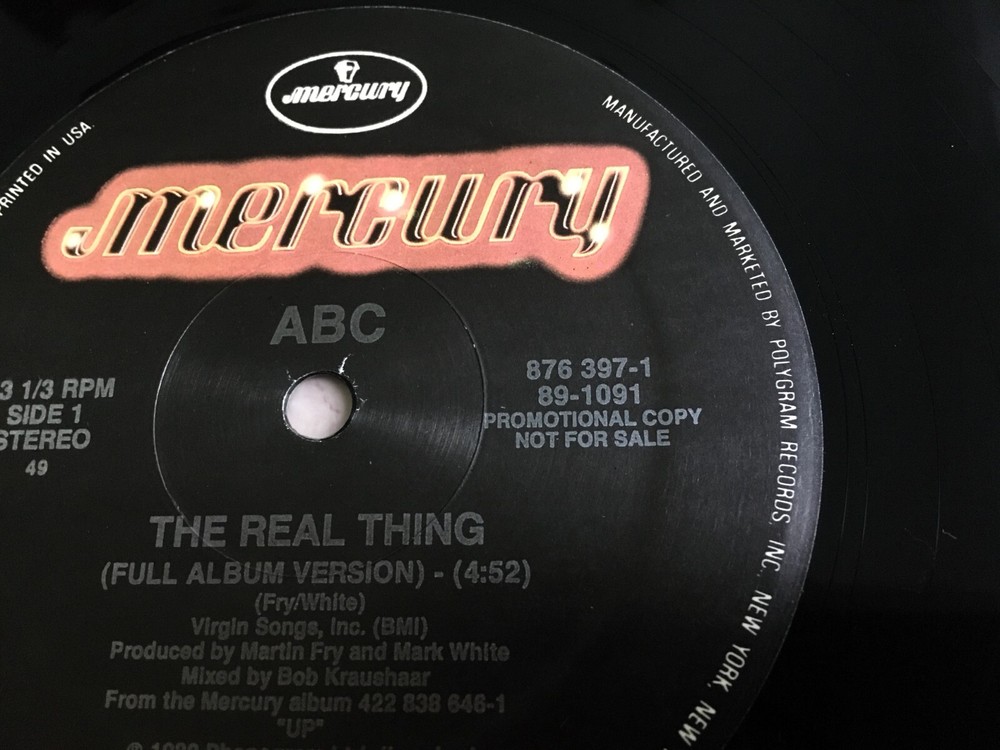 mercury
mercury
PRINTED IN USA.
MANUFACTURED AND MARKETED BY POLYGRAM RECORDS, INC., NEW YORK, NEW
ABC
3 1/3 RPM
SIDE 1
STEREO
49
876 397-1
89-1091
PROMOTIONAL COPY
NOT FOR SALE
THE REAL THING
(FULL ALBUM VERSION) - (4:52)
(Fry/White)
Virgin Songs, Inc. (BMI)
Produced by Martin Fry and Mark White
Mixed by Bob Kraushaar
From the Mercury album 422 838 646-1
"UP"